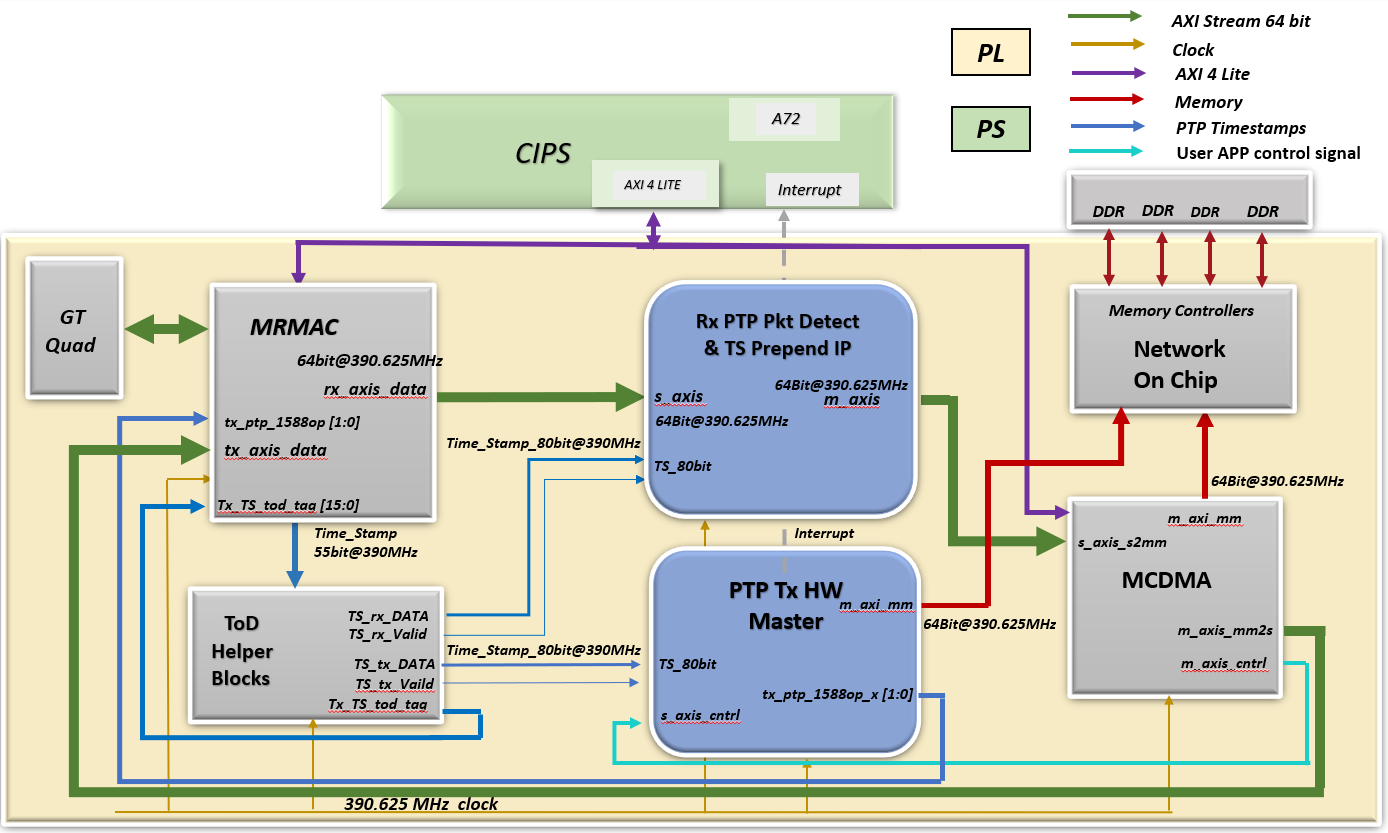 AXI Stream 64 bit
Clock
AXI 4 Lite
Memory
PTP Timestamps
User APP control signal
PL
PS
A72
CIPS
AXI 4 LITE
Interrupt
DDR DDR DDR DDR
GT
Quad
MRMAC
64bit@390.625MHz
rx_axis_data
tx_ptp_1588op [1:0]
tx_axis_data
Tx_TS_tod_tag [15:0]
Time_Stamp
55bit@390MHz
Rx PTP Pkt Detect
& TS Prepend IP
64Bit@390.625MHz
m_axis
s_axis
64Bit@390.625MHz
Time_Stamp_80bit@390MHz
TS_80bit
Memory Controllers
Network
On Chip
64Bit@390.625MHz
m_axi_mm
s_axis_s2mm
MCDMA
m_axis_mm2s
m_axis_cntrl
Interrupt
PTP Tx HW
Master
m_axi_mm
64Bit@390.625MHz
TS_80bit
tx_ptp_1588op_x [1:0]
s_axis_cntrl
ToD
Helper
Blocks
TS_rx_DATA
TS_rx_Valid
Time_Stamp_80bit@390MHz
TS_tx_DATA
TS_tx_Vaild
Tx_TS_tod_tag
390.625 MHz clock